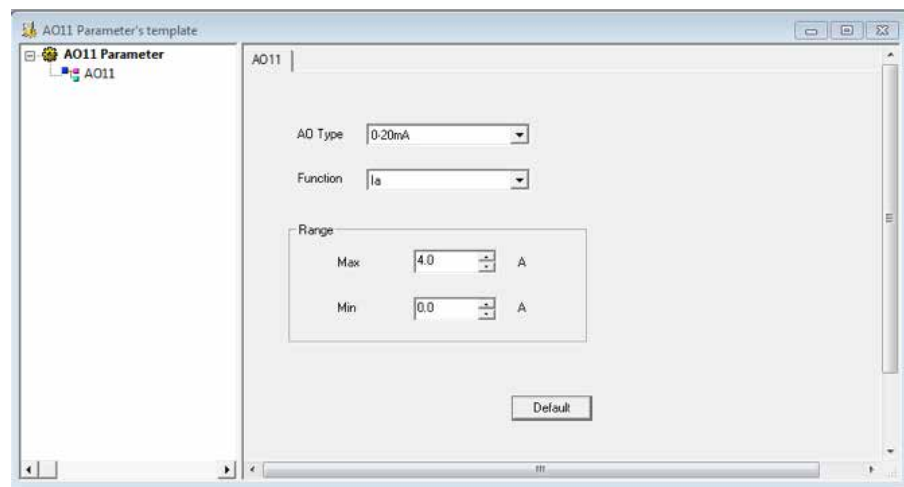 AO11 Parameter's template
AO11 Parameter
AO11
AO11
AO Type 0-20mA
Function Ia
Range
Max 4.0 A
Min 0.0 A
Default